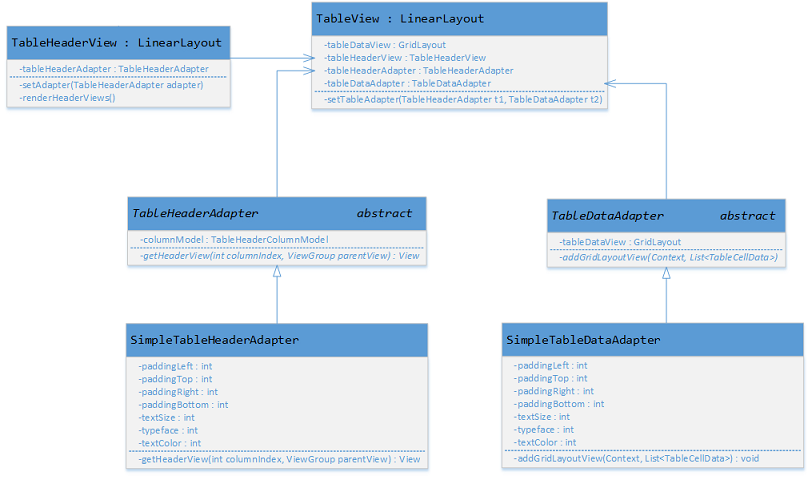 TableHeaderView : LinearLayout
-tableHeaderAdapter : TableHeaderAdapter
-setAdapter(TableHeaderAdapter adapter)
-renderHeaderViews()
TableView : LinearLayout
-tableDataView : GridLayout
-tableHeaderView : TableHeaderView
-tableHeaderAdapter : TableHeaderAdapter
-tableDataAdapter : TableDataAdapter
-setTableAdapter(TableHeaderAdapter t1, TableDataAdapter t2)
TableHeaderAdapter abstract
-columnModel : TableHeaderColumnModel
-getHeaderView(int columnIndex, ViewGroup parentView) : View
TableDataAdapter abstract
-tableDataView : GridLayout
-addGridLayoutView(Context, List<TableCellData>)
SimpleTableHeaderAdapter
-paddingLeft : int
-paddingTop : int
-paddingRight : int
-paddingBottom : int
-textSize : int
-typeface : int
-textColor : int
-getHeaderView(int columnIndex, ViewGroup parentView) : View
SimpleTableDataAdapter
-paddingLeft : int
-paddingTop : int
-paddingRight : int
-paddingBottom : int
-textSize : int
-typeface : int
-textColor : int
-addGridLayoutView(Context, List<TableCellData>) : void